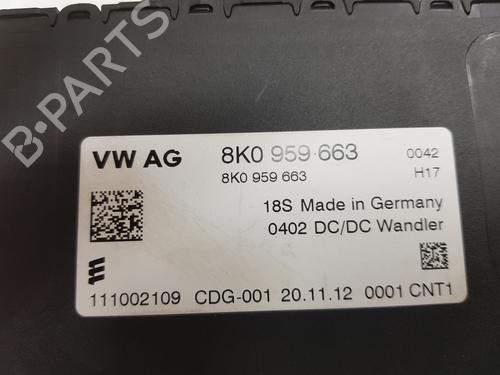 B-PARTS
VW AG 8K0 959 663 0042
8K0 959 663 H17
18S Made in Germany
0402 DC/DC Wandler
111002109 CDG-001 20.11.12 0001 CNT1